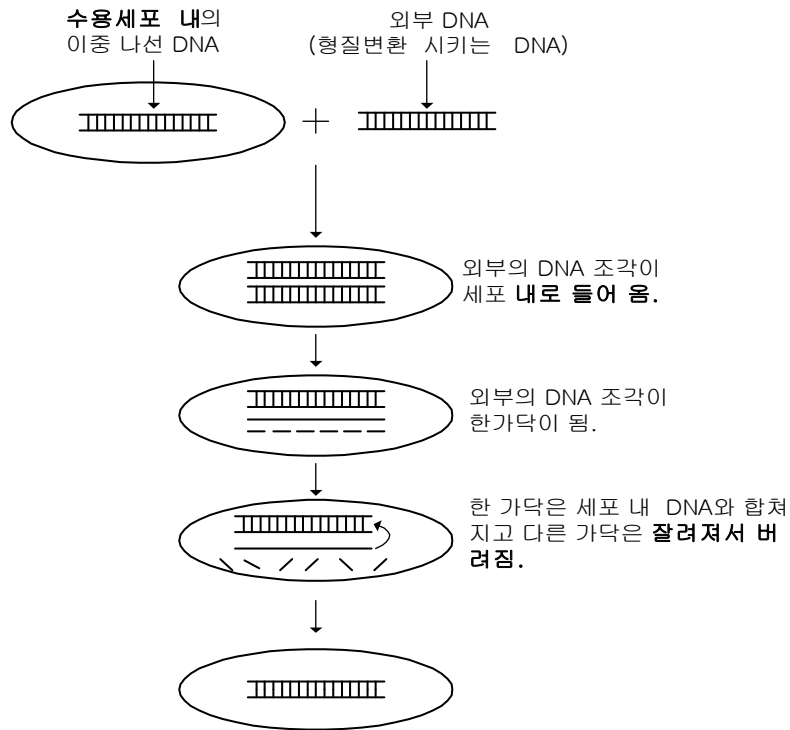 수용세포 내의
이중 나선 DNA
외부 DNA
(형질변환 시키는 DNA)
외부의 DNA 조각이
세포 내로 들어 옴.
외부의 DNA 조각이
한가닥이 됨.
한 가닥은 세포 내 DNA와 합쳐
지고 다른 가닥은 잘려져서 버
려짐.